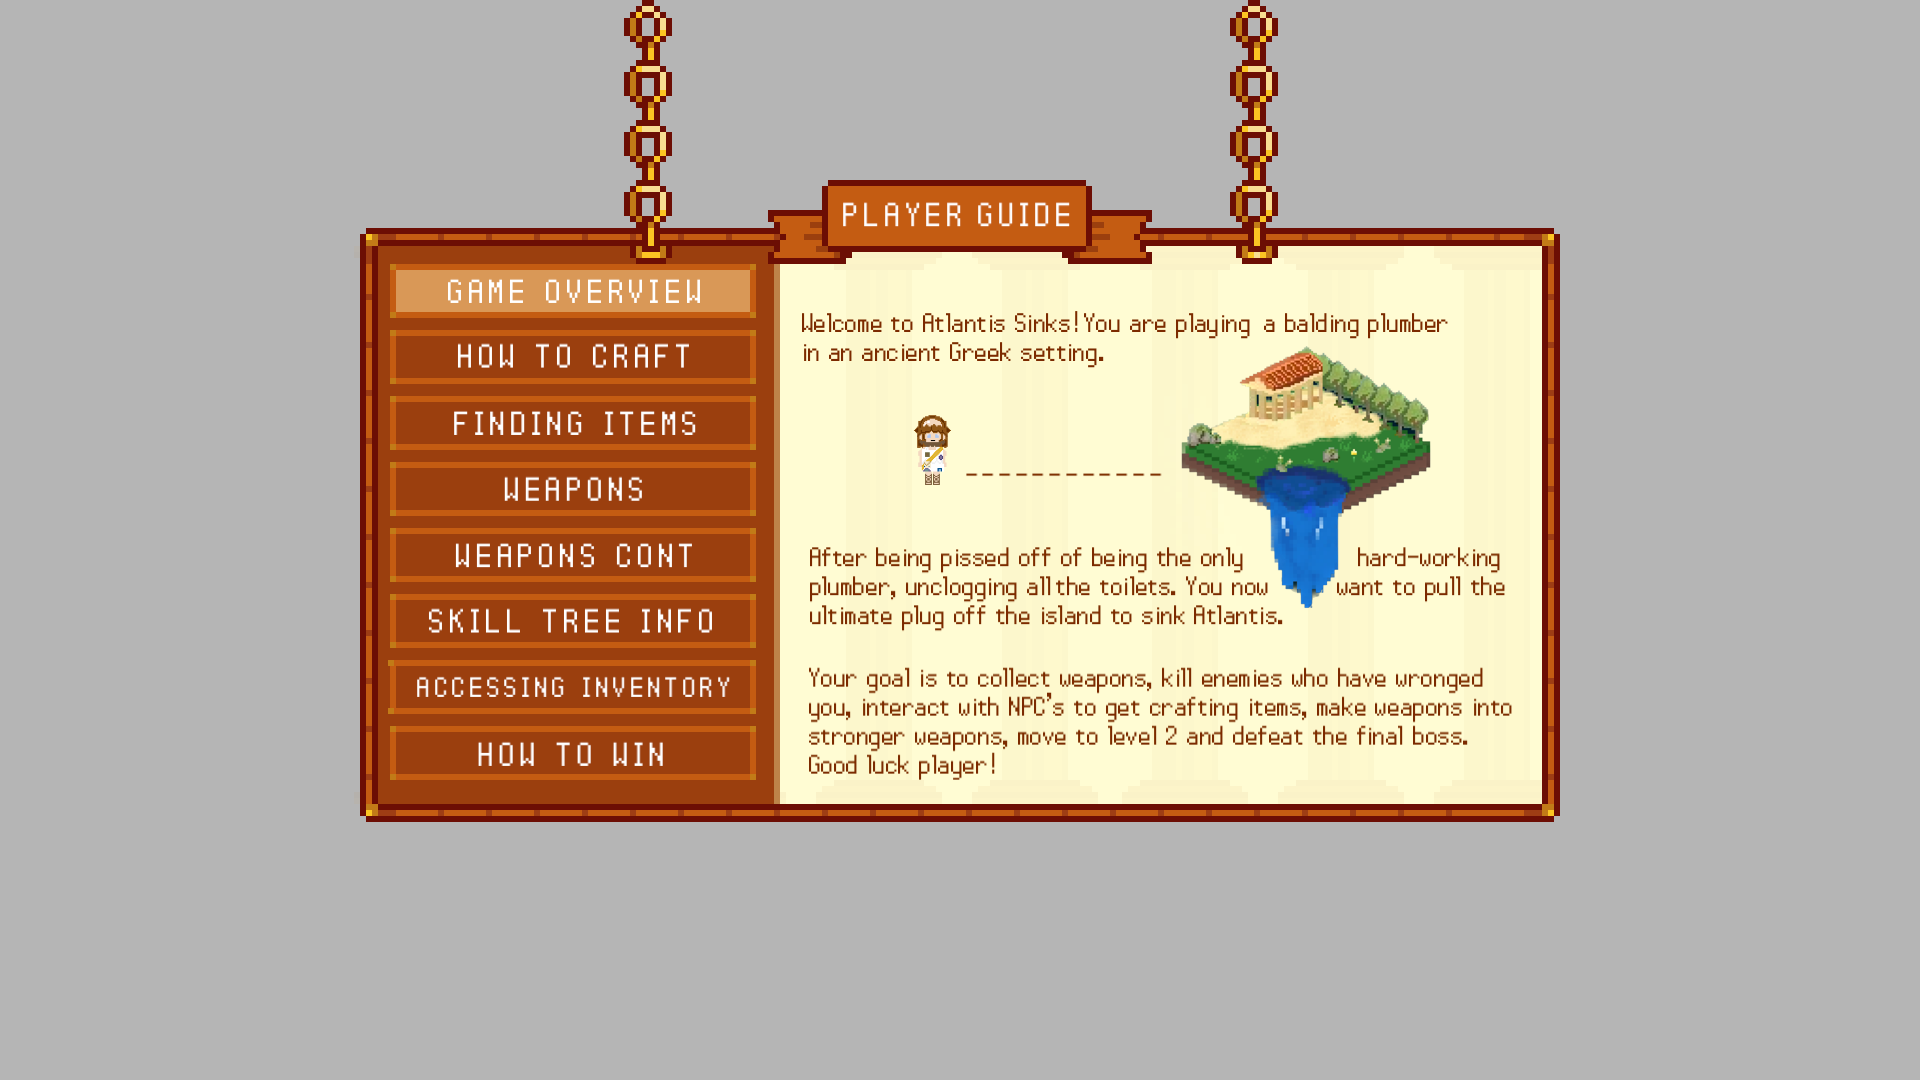 PLAYER GUIDE
GAME OVERVIEW
HOW TO CRAFT
FINDING ITEMS
WEAPONS
WEAPONS CONT
SKILL TREE INFO
ACCESSING INVENTORY
HOW TO WIN
Welcome to Atlantis Sinks! You are playing a balding plumber
in an ancient Greek setting.
After being pissed off of being the only hard-working
plumber, unclogging all the toilets. You now want to pull the
ultimate plug off the island to sink Atlantis.
Your goal is to collect weapons, kill enemies who have wronged
you, interact with NPC's to get crafting items, make weapons into
stronger weapons, move to level 2 and defeat the final boss.
Good luck player!